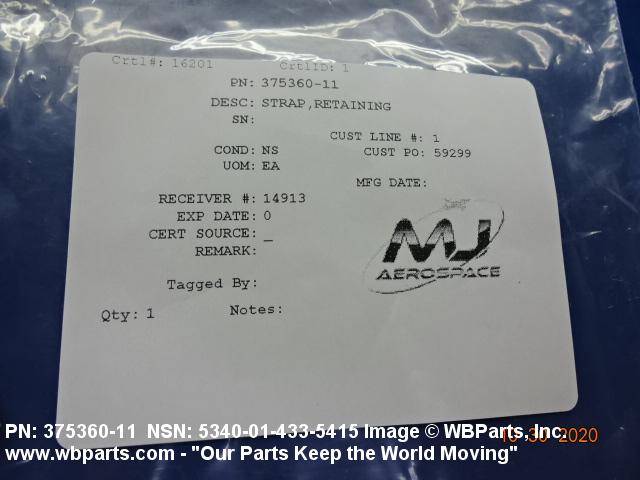 Crtl#: 16201 CrtlID: 1
PN: 375360-11
DESC: STRAP,RETAINING
SN:
CUST LINE #: 1
COND: NS CUST PO: 59299
UOM: EA
MFG DATE:
RECEIVER #: 14913
EXP DATE: 0
CERT SOURCE: _
REMARK:
MJ
AEROSPACE
Tagged By:
Qty: 1 Notes:
PN: 375360-11 NSN: 5340-01-433-5415 Image © WBParts, Inc.
10 30 2020
www.wbparts.com - "Our Parts Keep the World Moving"